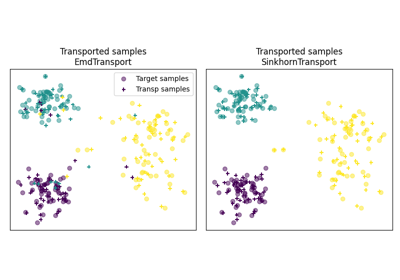 Transported samples
EmdTransport
Target samples
Transp samples
Transported samples
SinkhornTransport